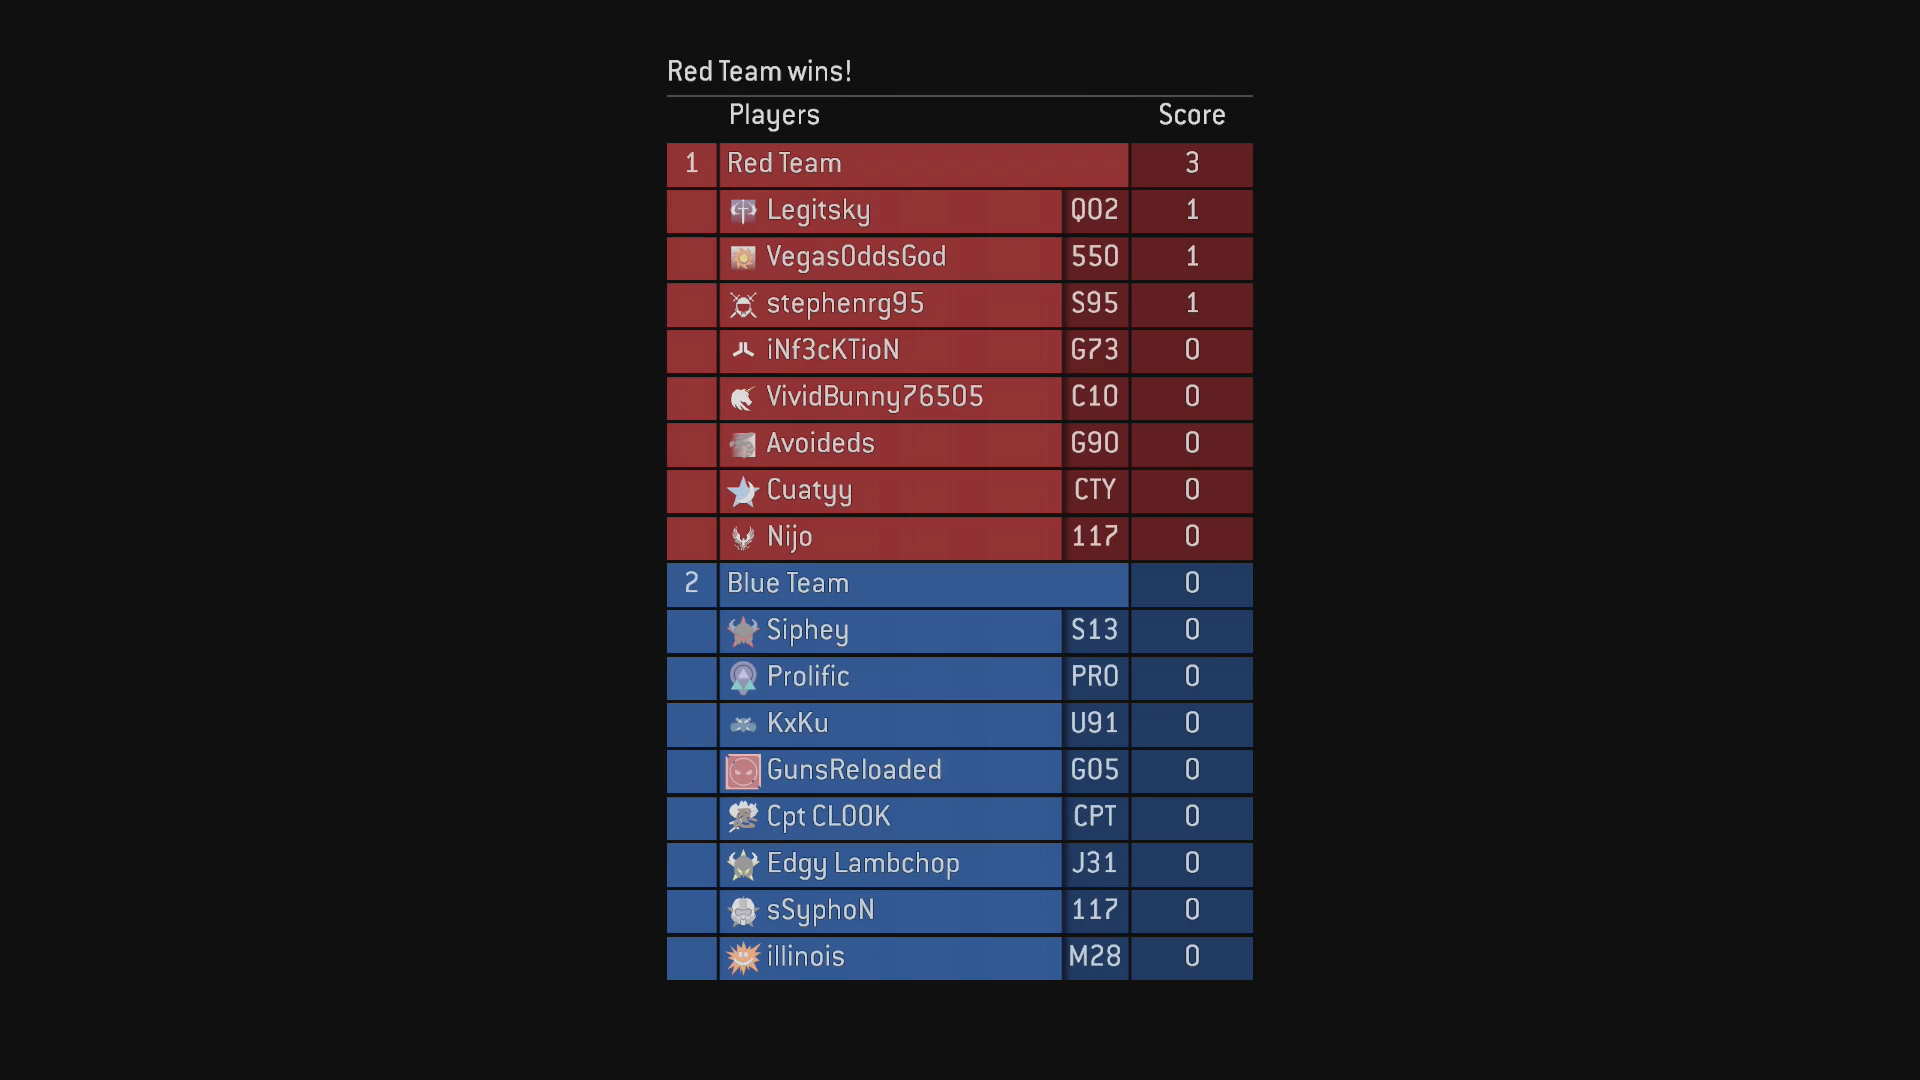 Red Team wins!
Players Score
1 Red Team 3
Legitsky Q02 1
VegasOddsGod 550 1
stephenrg95 S95 1
iNf3cKTioN G73 0
VividBunny76505 C10 0
Avoideds G90 0
Cuatyy CTY 0
Nijo 117 0
2 Blue Team 0
Siphey S13 0
Prolific PRO 0
KxKu U91 0
GunsReloaded G05 0
Cpt CLOOK CPT 0
Edgy Lambchop J31 0
sSyphoN 117 0
illinois M28 0